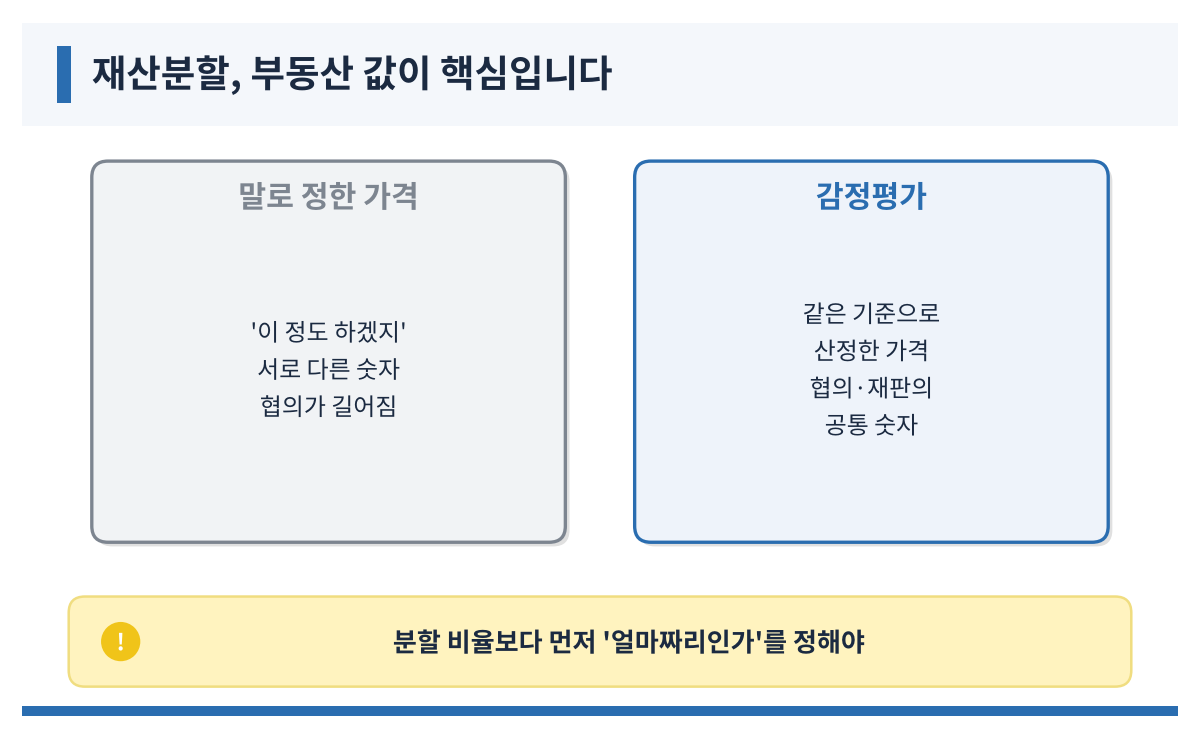 재산분할, 부동산 값이 핵심입니다
말로 정한 가격
'이 정도 하겠지'
서로 다른 숫자
협의가 길어짐
감정평가
같은 기준으로
산정한 가격
협의·재판의
공통 숫자
!
분할 비율보다 먼저 '얼마짜리인가'를 정해야